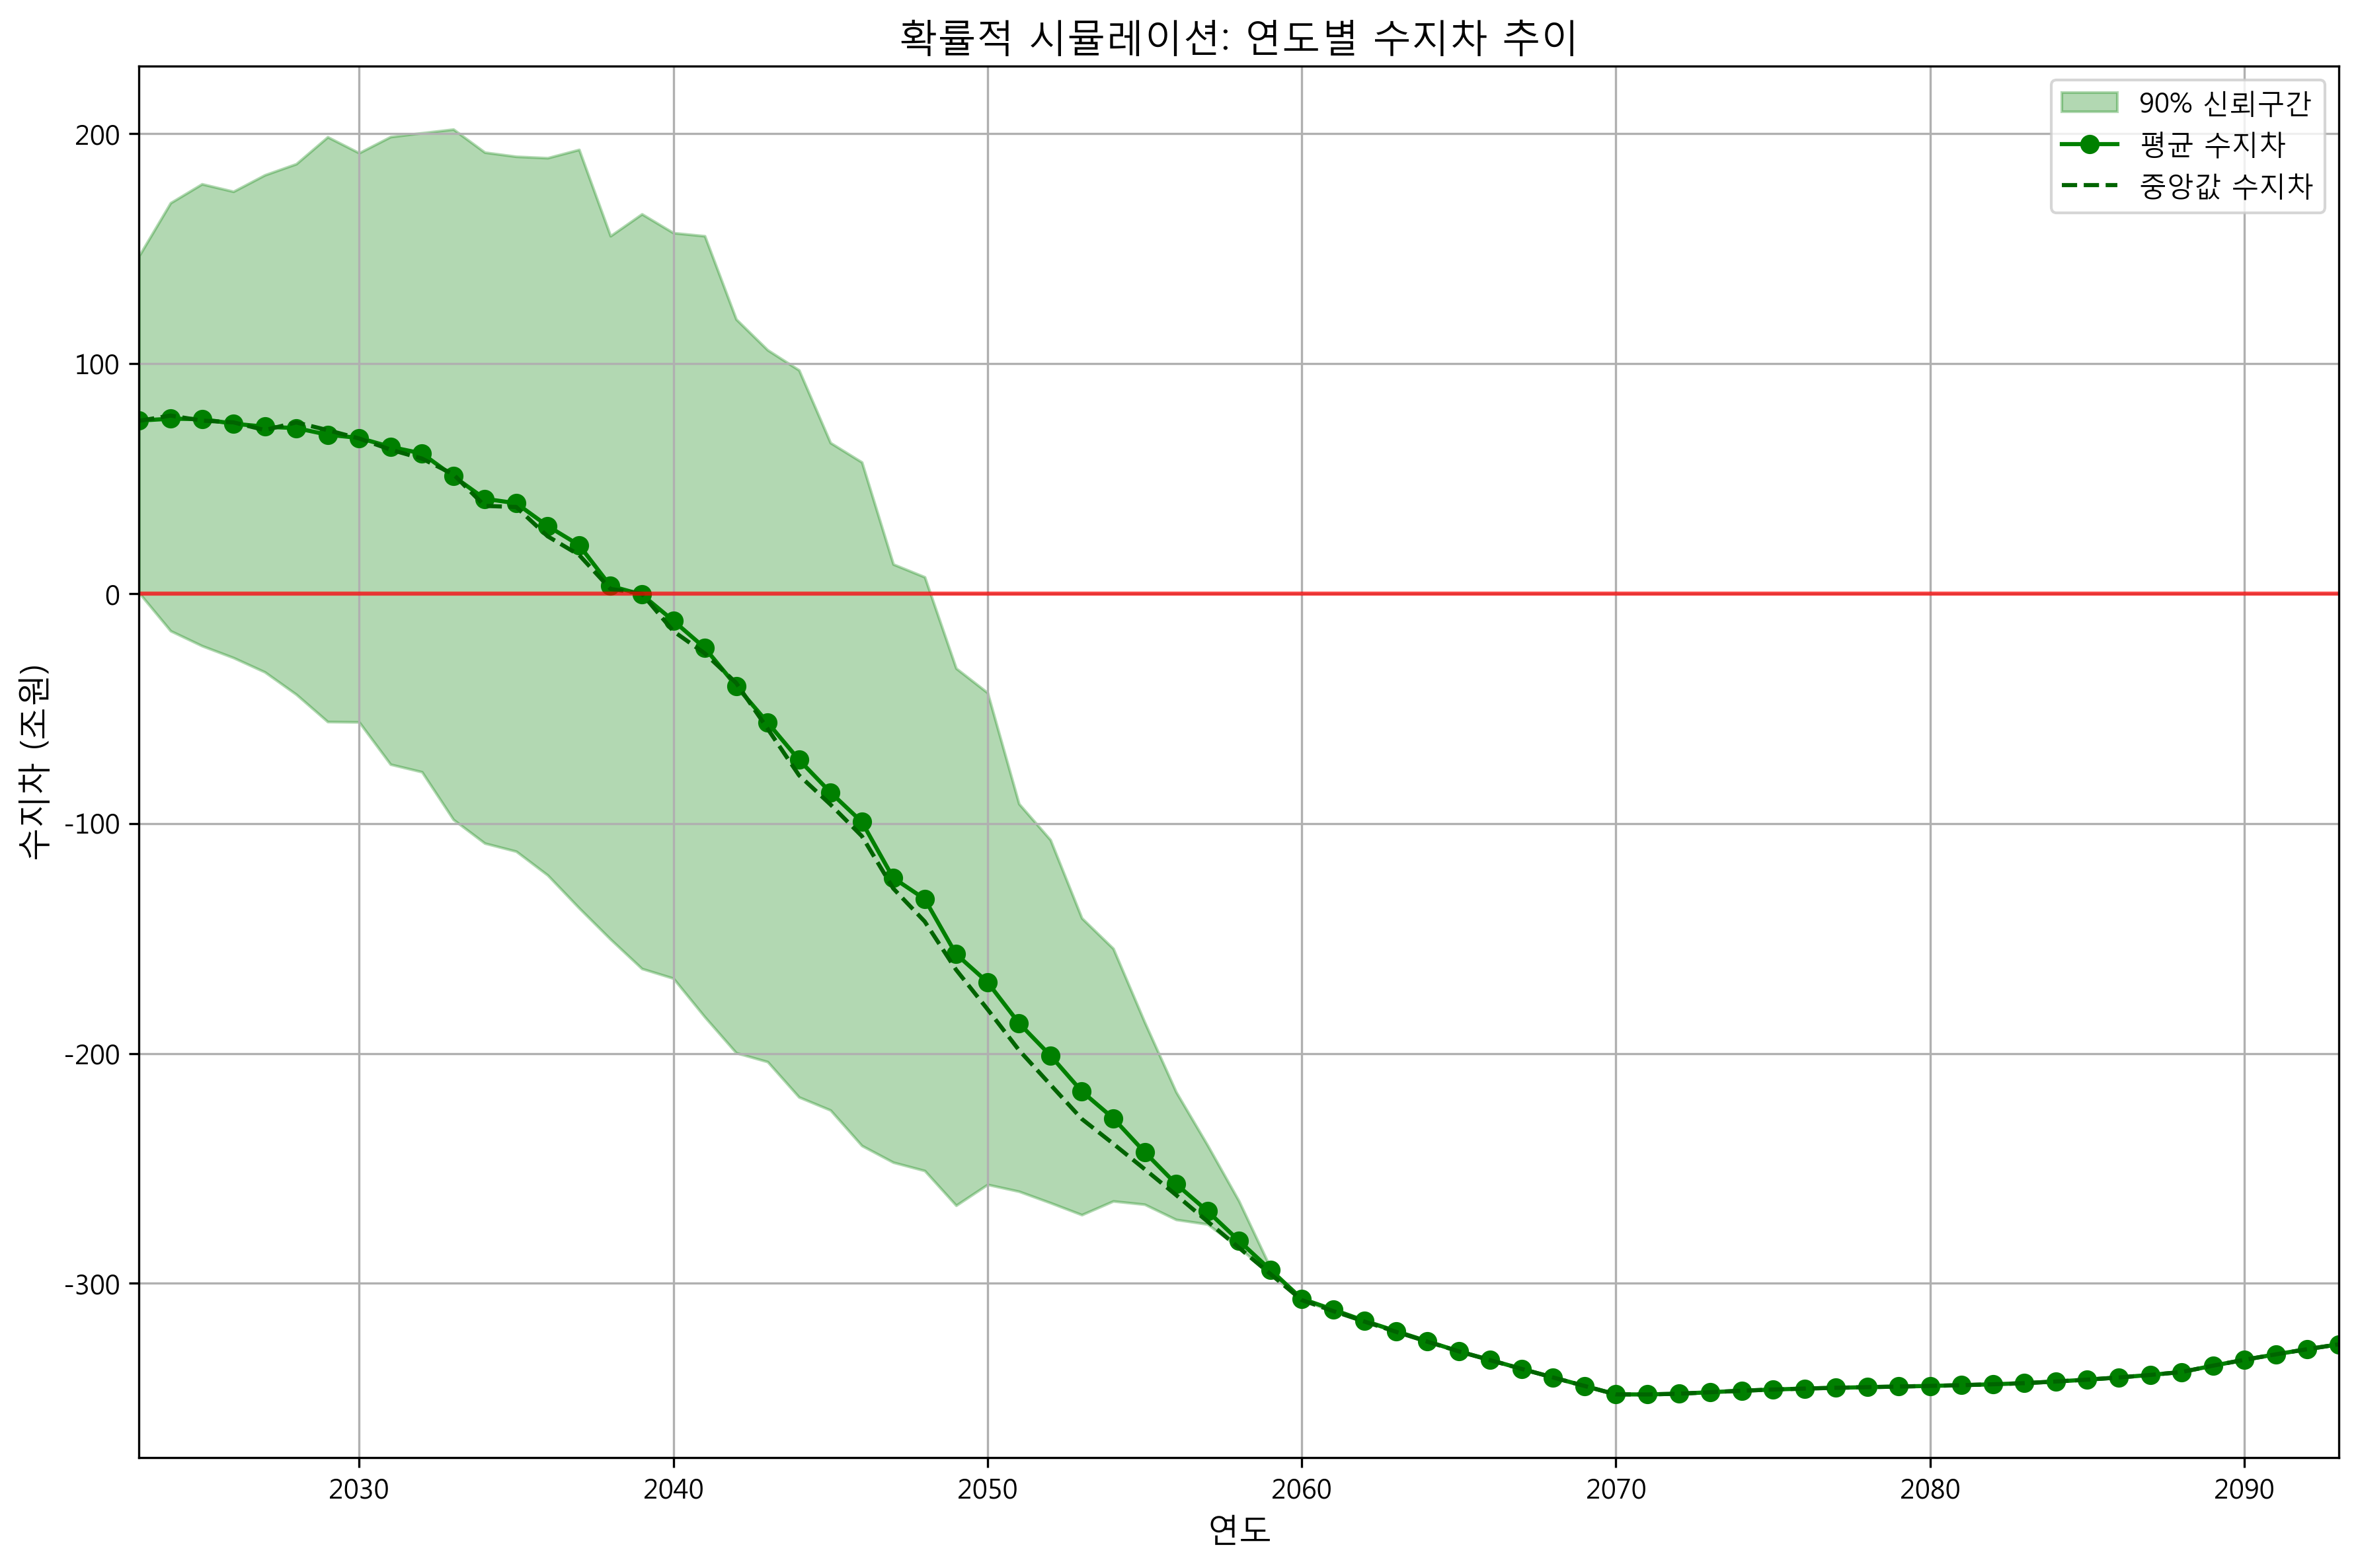 확률적 시뮬레이션: 연도별 수지차 추이
90% 신뢰구간
평균 수지차
중앙값 수지차
200
100
0
-100
-200
-300
수지차 (조원)
2030 2040 2050 2060 2070 2080 2090
연도